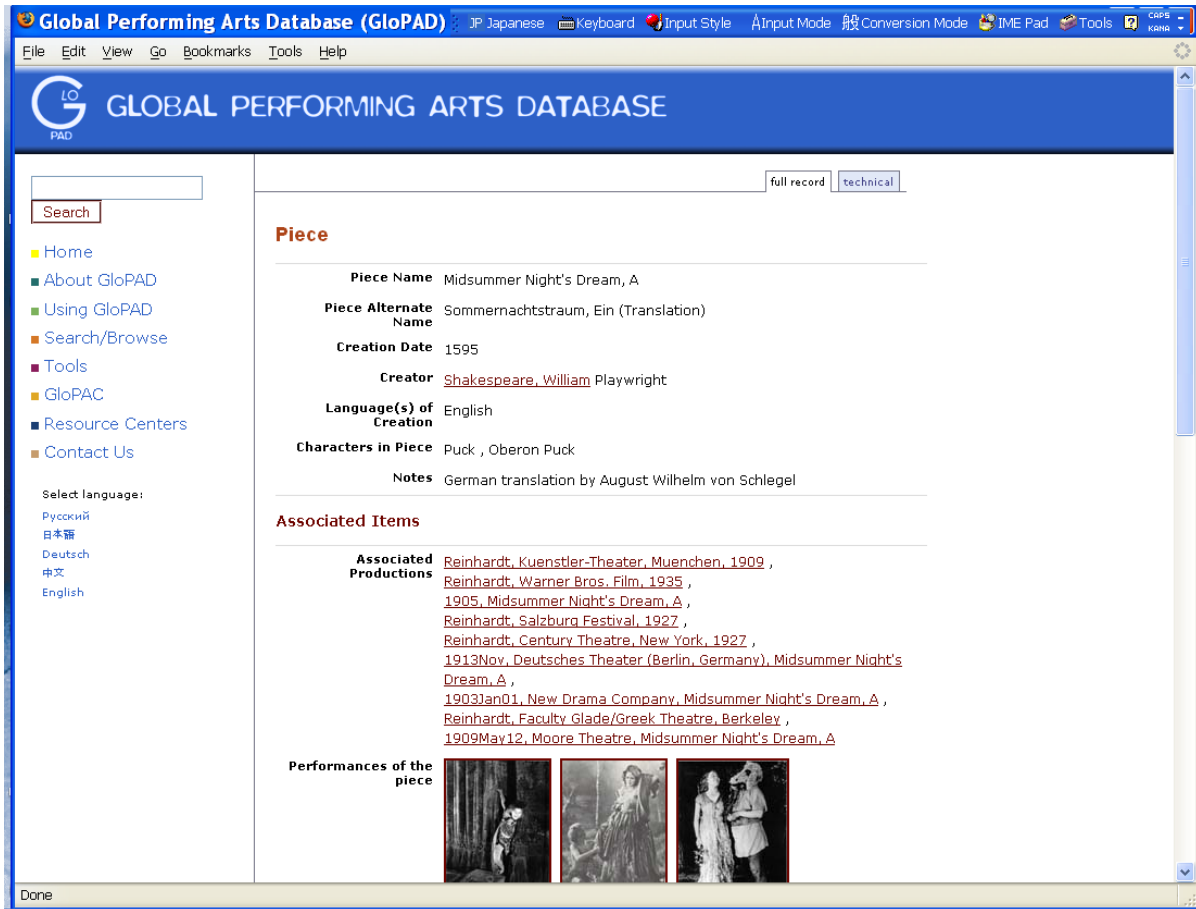 Global Performing Arts Database (GloPAD)
JP Japanese Keyboard Input Style Input Mode 般 Conversion Mode IME Pad Tools ? CAPS KANA
File Edit View Go Bookmarks Tools Help
GLO PAD
GLOBAL PERFORMING ARTS DATABASE
full record technical
Search
Home
About GloPAD
Using GloPAD
Search/Browse
Tools
GloPAC
Resource Centers
Contact Us
Select language:
Русский
日本語
Deutsch
中文
English
Piece
Piece Name Midsummer Night's Dream, A
Piece Alternate Name Sommernachtstraum, Ein (Translation)
Creation Date 1595
Creator Shakespeare, William Playwright
Language(s) of Creation English
Characters in Piece Puck , Oberon Puck
Notes German translation by August Wilhelm von Schlegel
Associated Items
Associated Productions Reinhardt, Kuenstler-Theater, Muenchen, 1909 ,
Reinhardt, Warner Bros. Film, 1935 ,
1905, Midsummer Night's Dream, A ,
Reinhardt, Salzburg Festival, 1927 ,
Reinhardt, Century Theatre, New York, 1927 ,
1913Nov, Deutsches Theater (Berlin, Germany), Midsummer Night's
Dream, A ,
1903Jan01, New Drama Company, Midsummer Night's Dream, A ,
Reinhardt, Faculty Glade/Greek Theatre, Berkeley ,
1909May12, Moore Theatre, Midsummer Night's Dream, A
Performances of the piece
Done